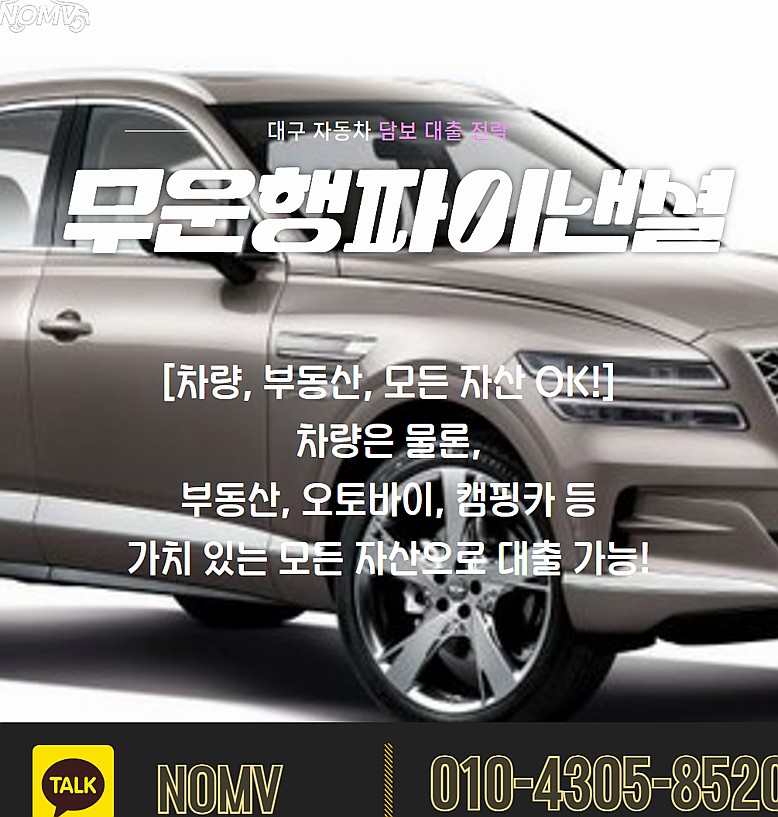 NOMV
대구 자동차 담보 대출 전략
무운행파이낸셜
[차량, 부동산, 모든 자산 OK!]
차량은 물론,
부동산, 오토바이, 캠핑카 등
가치 있는 모든 자산으로 대출 가능!
TALK
NOMV
010-4305-8520